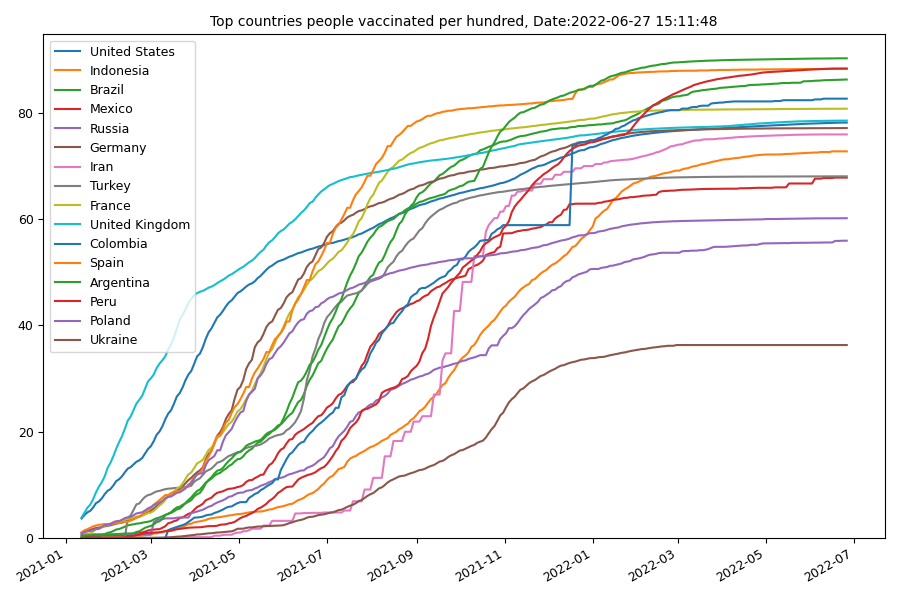 Top countries people vaccinated per hundred, Date:2022-06-27 15:11:48
United States
Indonesia
Brazil
Mexico
Russia
Germany
Iran
Turkey
France
United Kingdom
Colombia
Spain
Argentina
Peru
Poland
Ukraine
80
60
40
20
0
2021-01
2021-03
2021-05
2021-07
2021-09
2021-11
2022-01
2022-03
2022-05
2022-07